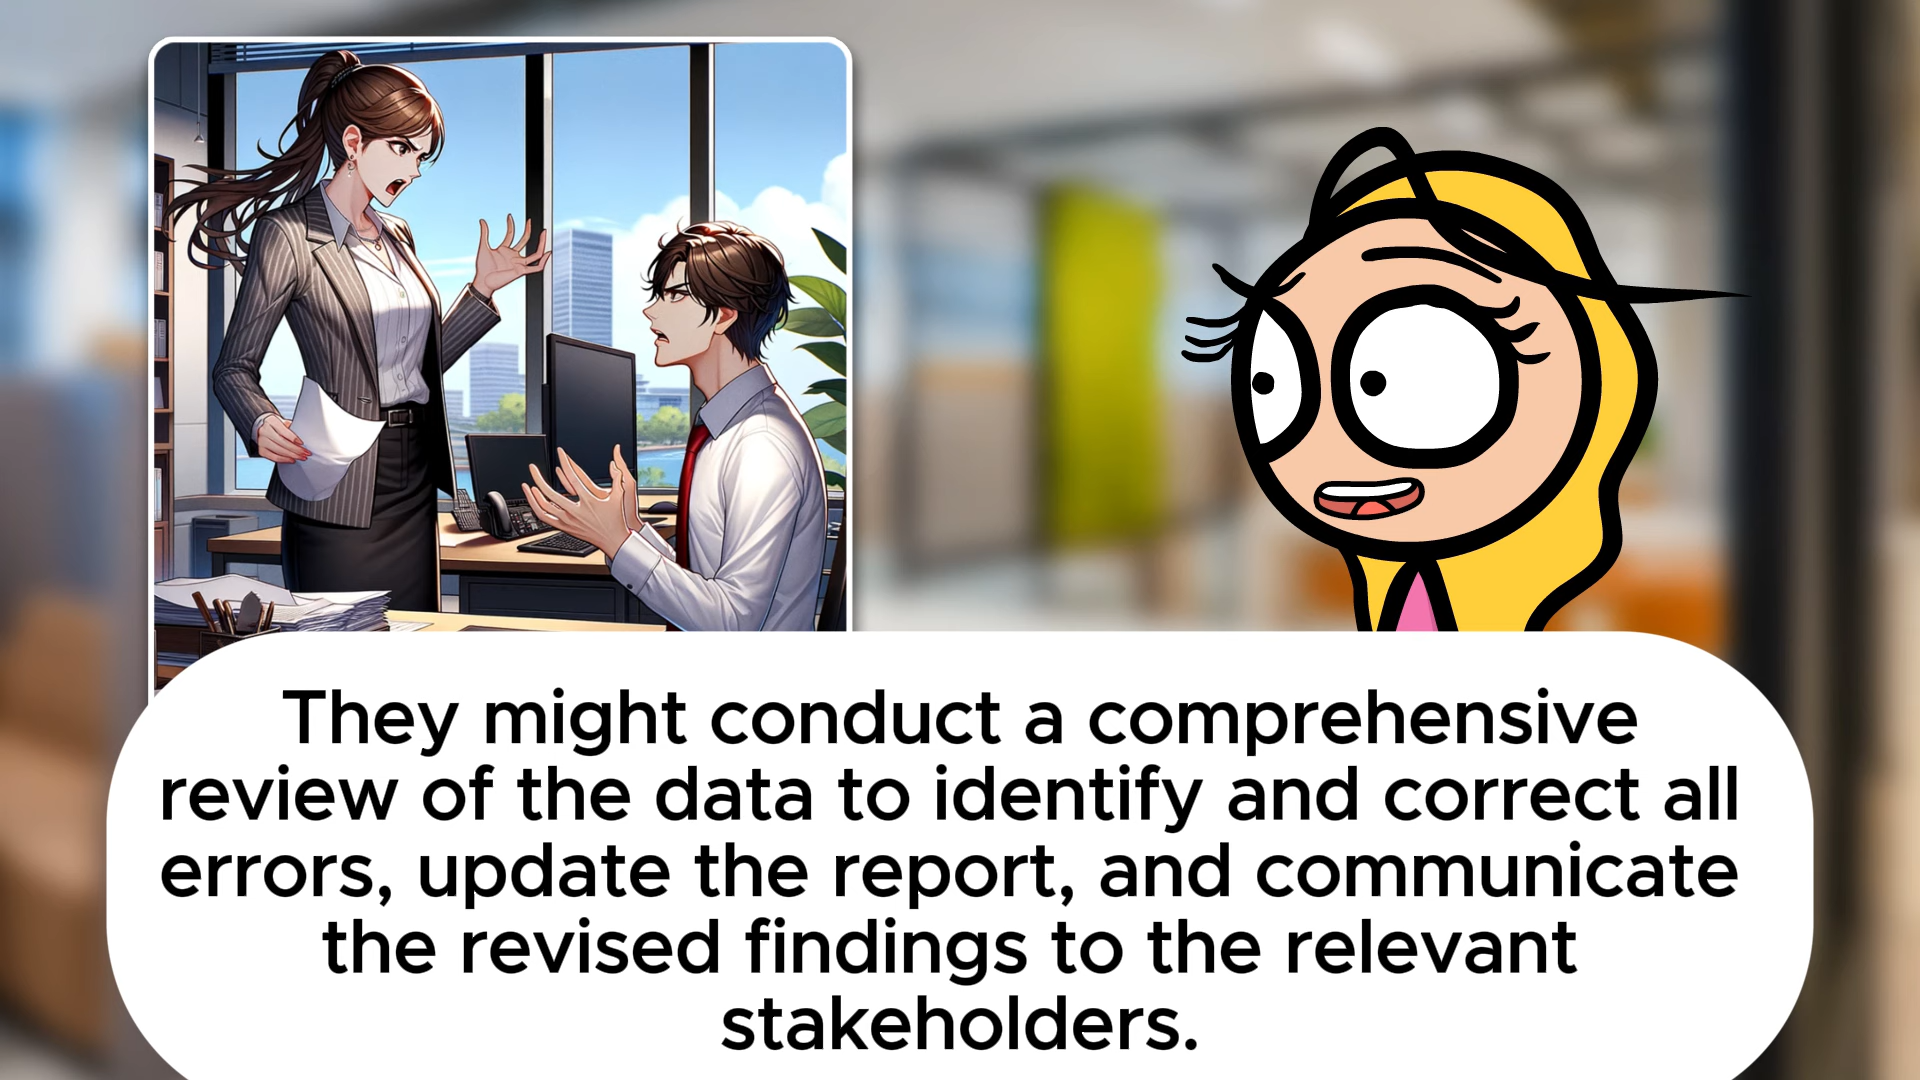 They might conduct a comprehensive
review of the data to identify and correct all
errors, update the report, and communicate
the revised findings to the relevant
stakeholders.